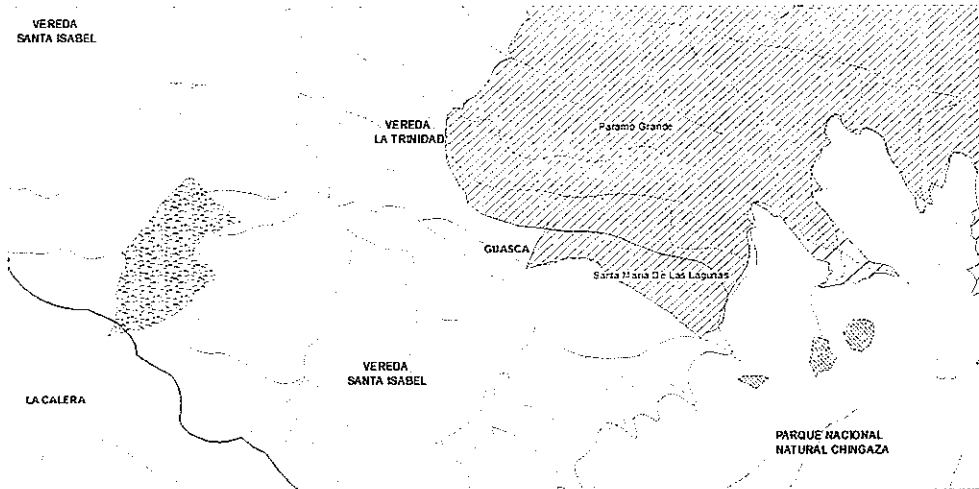 VEREDA
SANTA ISABEL
VEREDA
LA TRINIDAD
Paramo Grande
GUASCA
Santa Maria De Las Lagunas
VEREDA
SANTA ISABEL
LA CALERA
PARQUE NACIONAL
NATURAL CHINGAZA